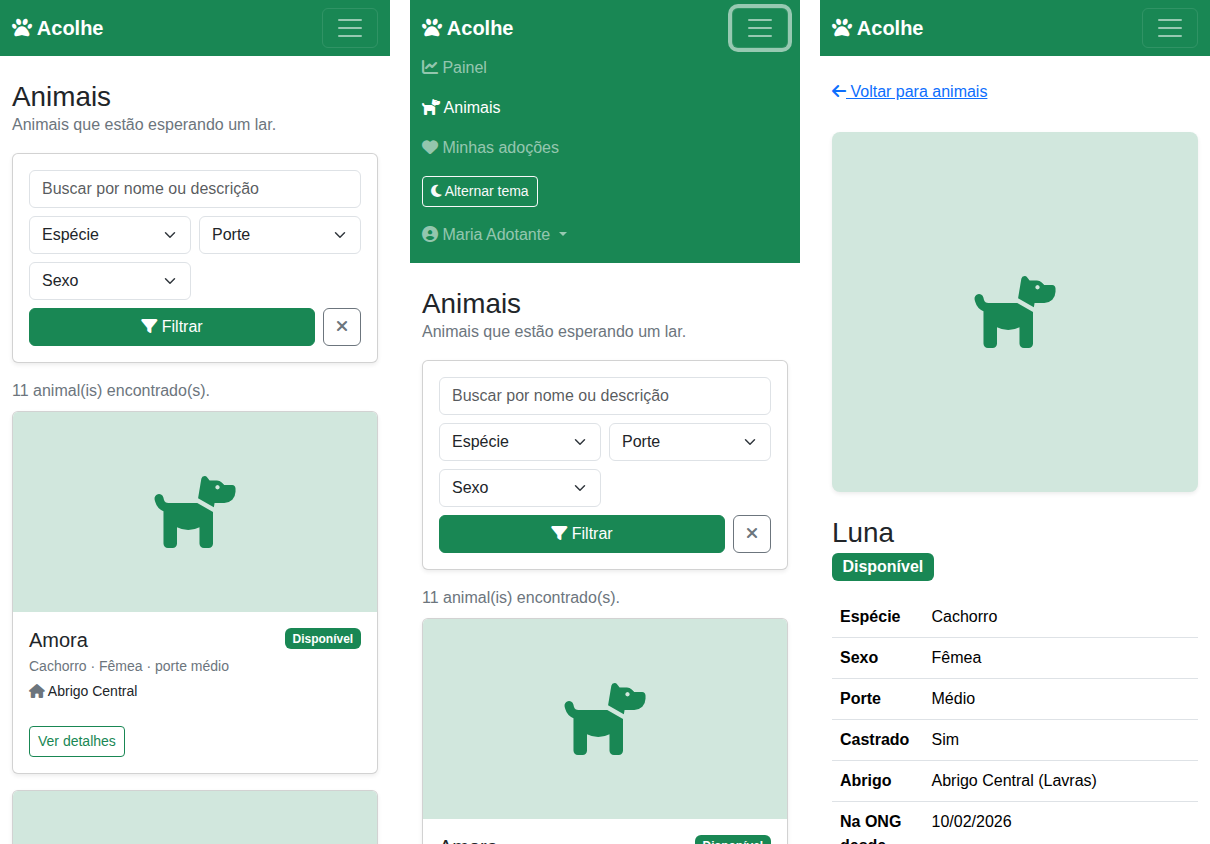 Acolhe
Animais
Animais que estão esperando um lar.
Buscar por nome ou descrição
Espécie
Porte
Sexo
Filtrar
11 animal(is) encontrado(s).
Amora
Disponível
Cachorro · Fêmea · porte médio
Abrigo Central
Ver detalhes
Acolhe
Painel
Animais
Minhas adoções
Alternar tema
Maria Adotante
Animais
Animais que estão esperando um lar.
Buscar por nome ou descrição
Espécie
Porte
Sexo
Filtrar
11 animal(is) encontrado(s).
Amora
Disponível
Acolhe
Voltar para animais
Luna
Disponível
Espécie Cachorro
Sexo Fêmea
Porte Médio
Castrado Sim
Abrigo Abrigo Central (Lavras)
Na ONG 10/02/2026
desde